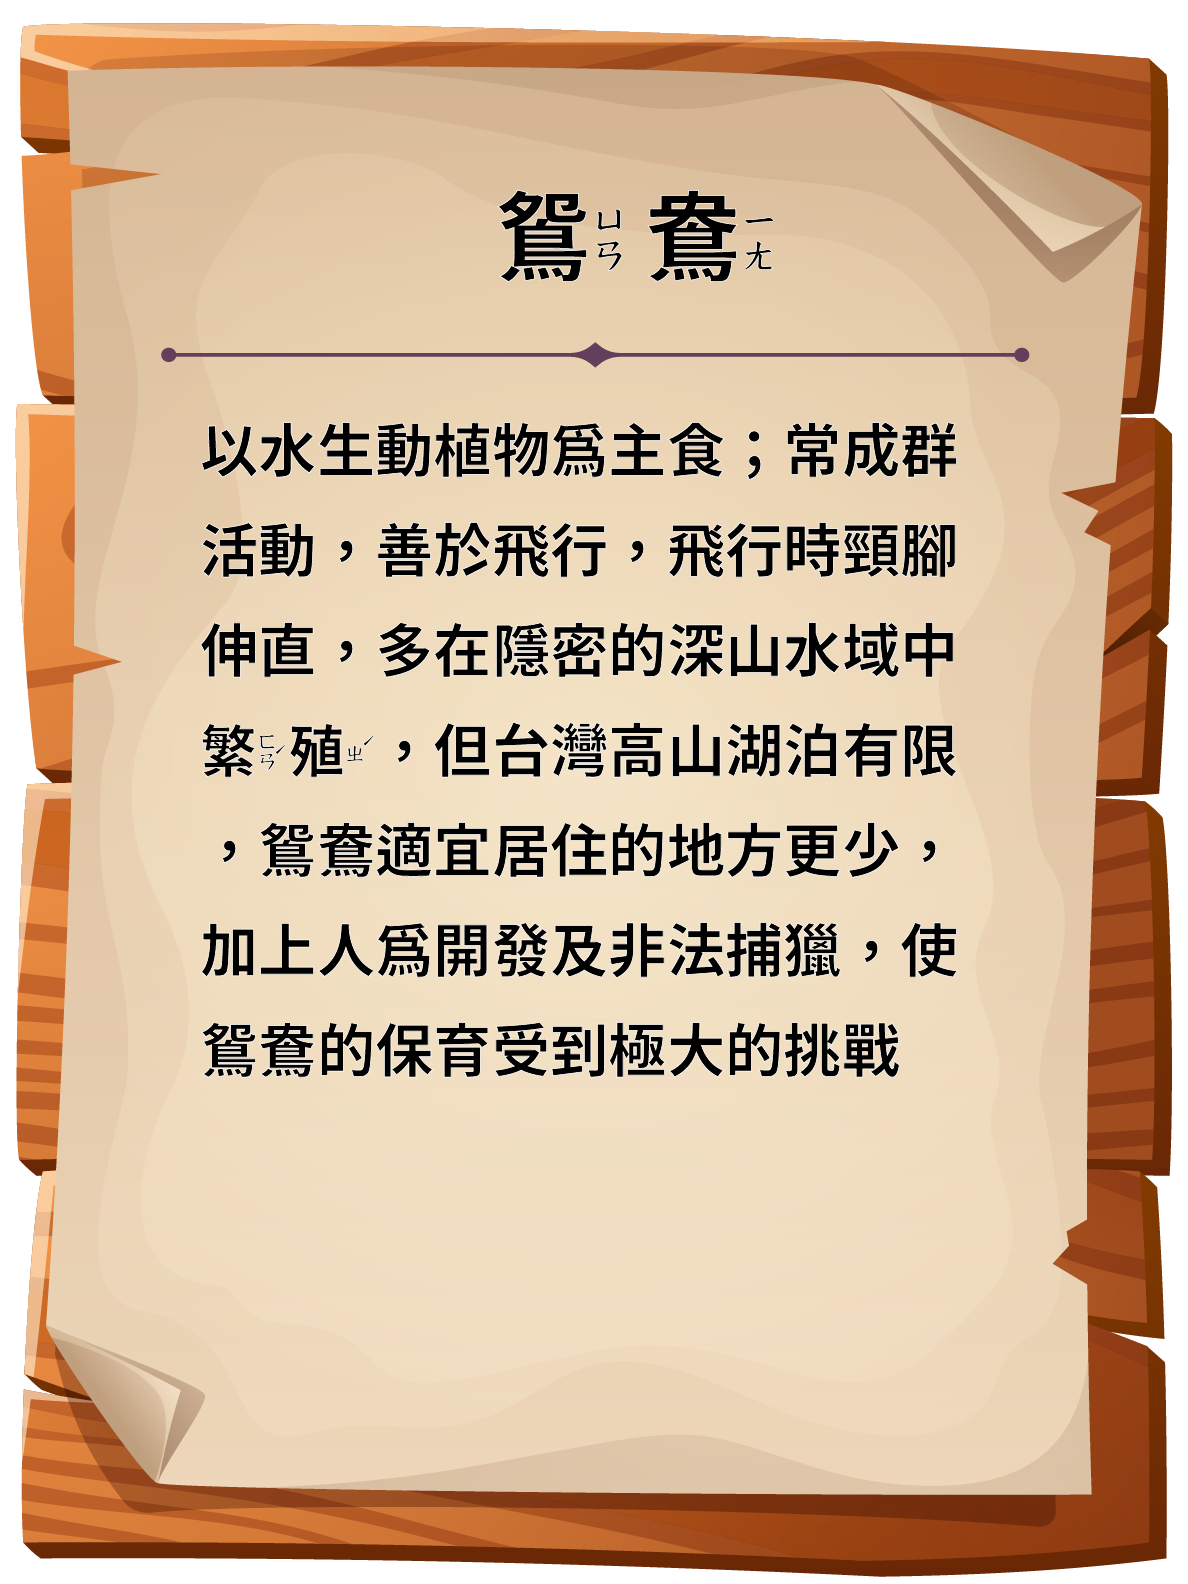 鴛ㄩㄢ鴦ㄧㄤ
以水生動植物爲主食；常成群
活動，善於飛行，飛行時頸腳
伸直，多在隱密的深山水域中
繁ㄈㄢˊ殖ㄓˊ，但台灣高山湖泊有限
，鴛鴦適宜居住的地方更少，
加上人爲開發及非法捕獵，使
鴛鴦的保育受到極大的挑戰